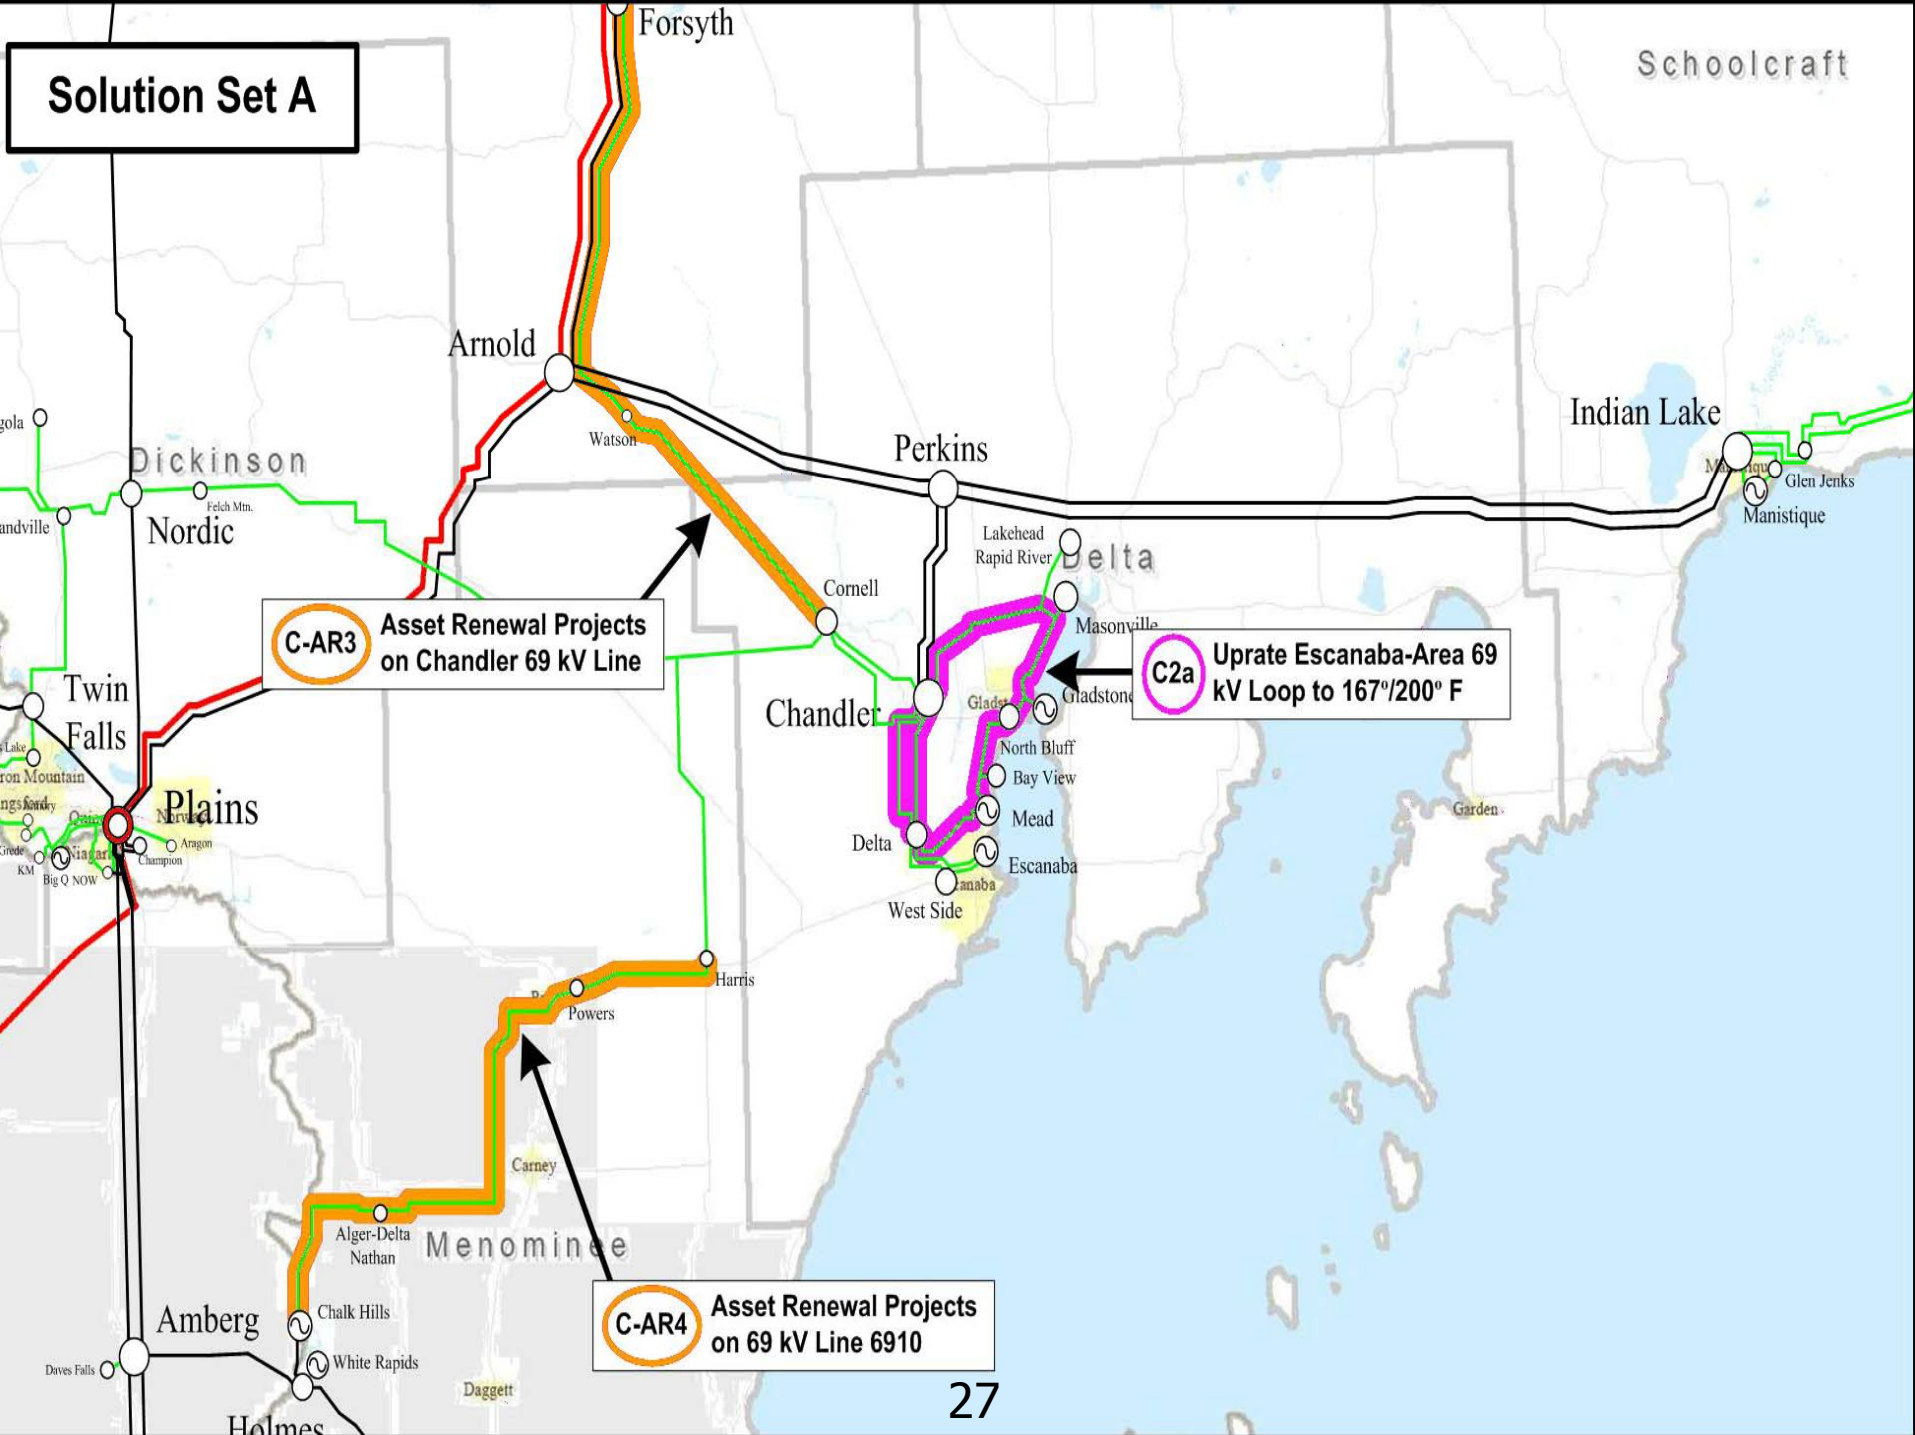 Forsyth
Solution Set A
Schoolcraft
Arnold
Indian Lake
Watson
Perkins
Dickinson
Felch Mtn.
Glen Jenks
Manistique
Nordic
Lakehead
Rapid River
Delta
Cornell
C-AR3
Asset Renewal Projects
on Chandler 69 kV Line
Masonville
C2a
Uprate Escanaba-Area 69
kV Loop to 167º/200º F
Twin
Falls
Chandler
Gladstone
North Bluff
Bay View
Plains
Mead
Garden
Delta
Aragon
Champion
KM
Big Q
NOW
Escanaba
West Side
Harris
Powers
Carney
Alger-Delta
Nathan
Menominee
Chalk Hills
C-AR4
Asset Renewal Projects
on 69 kV Line 6910
Amberg
White Rapids
Daves Falls
Daggett
27
Holmes